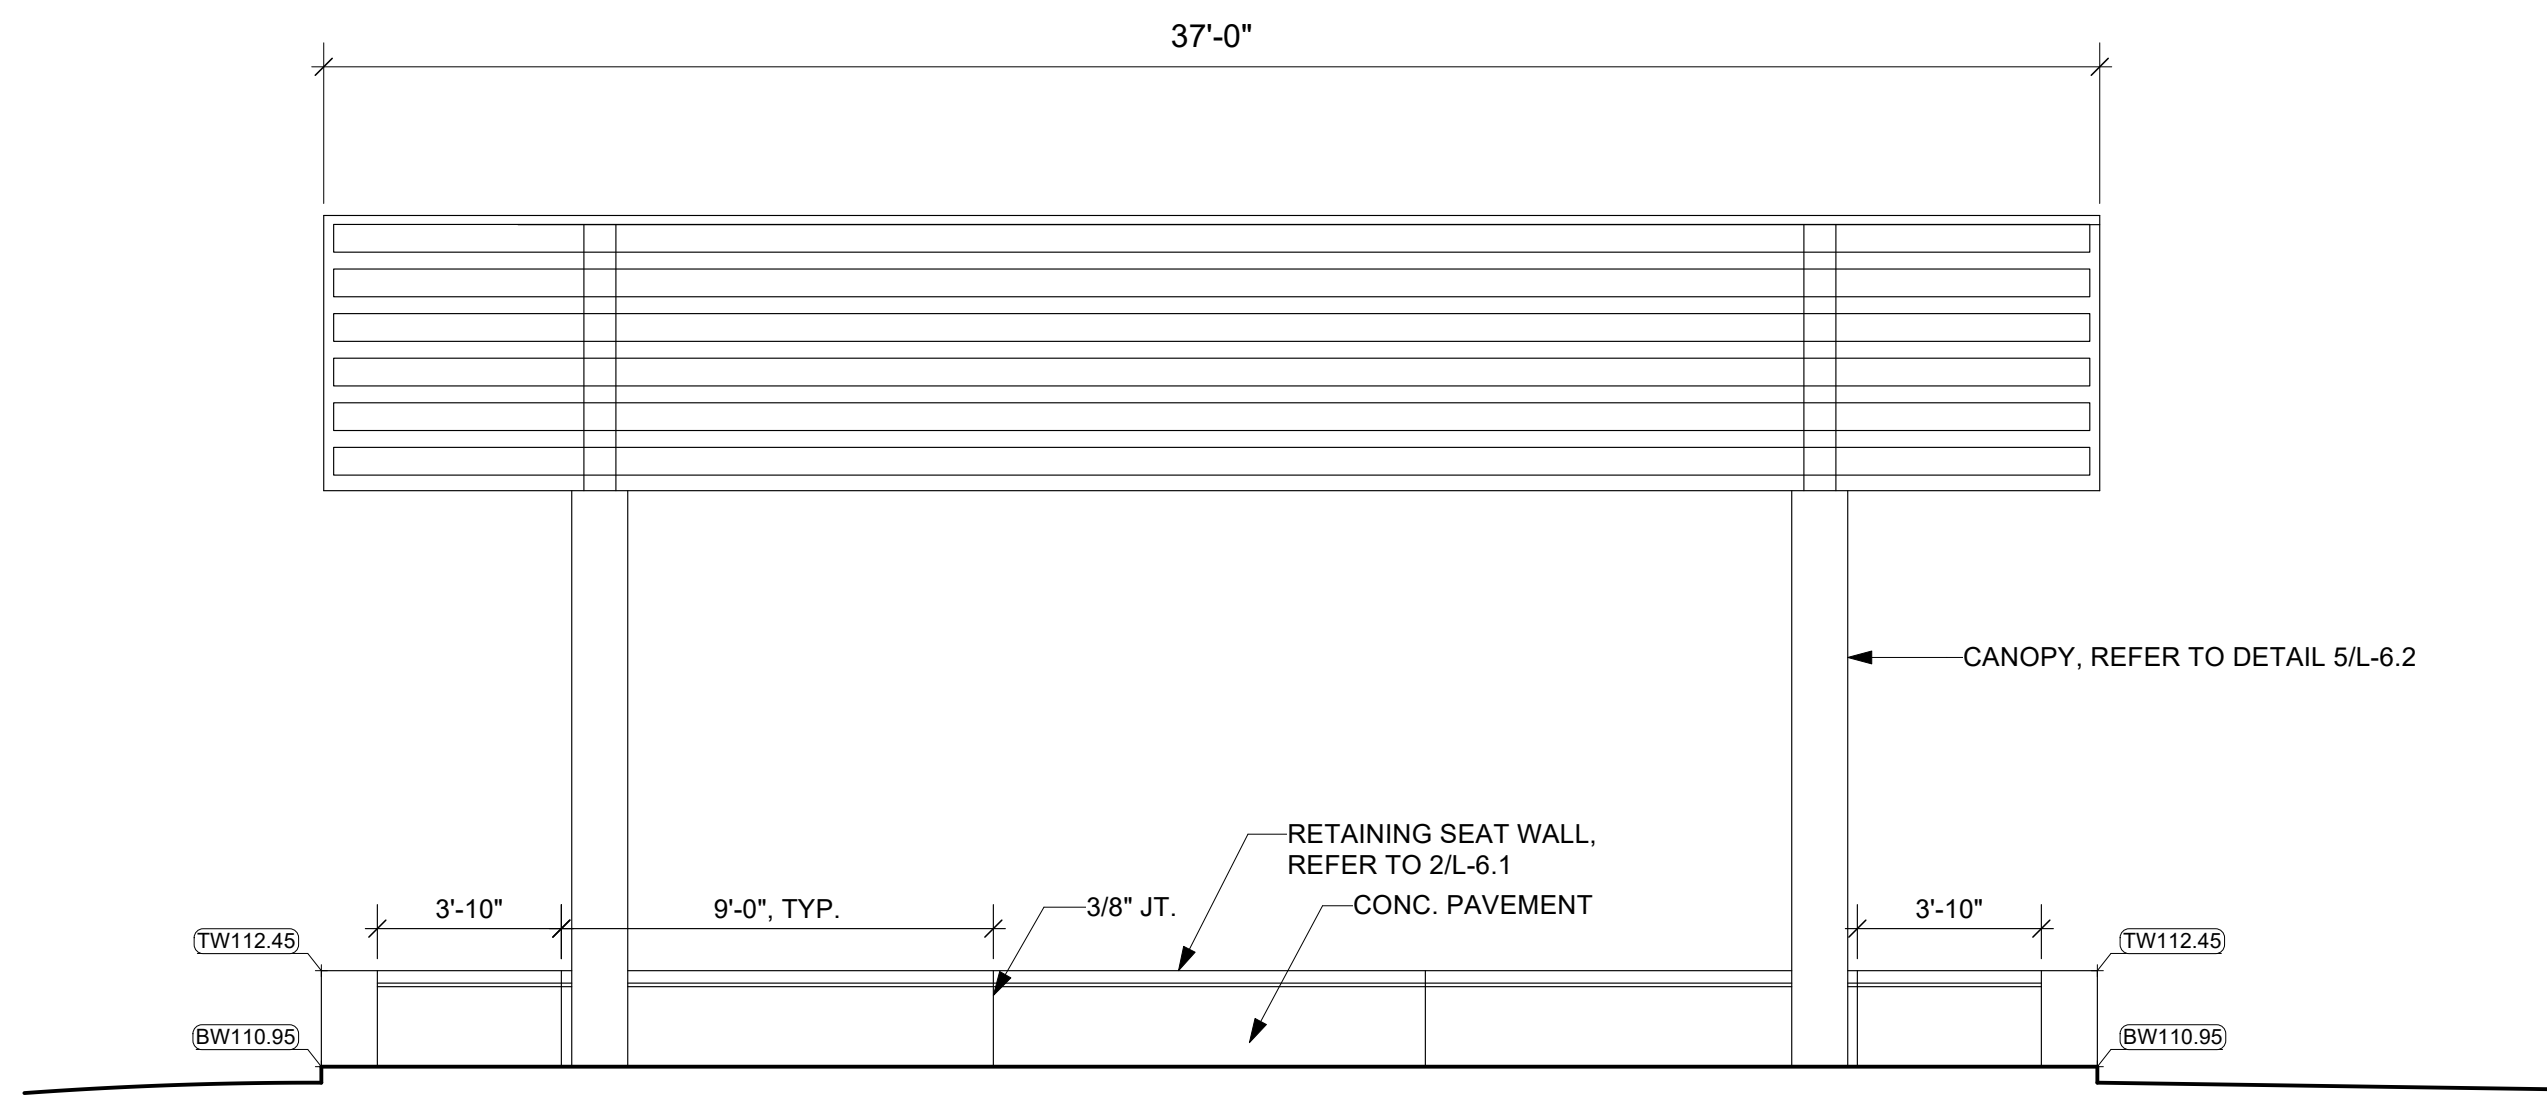 37'-0"
CANOPY, REFER TO DETAIL 5/L-6.2
RETAINING SEAT WALL,
REFER TO 2/L-6.1
3'-10"
9'-0", TYP.
3/8" JT.
CONC. PAVEMENT
3'-10"
TW112.45
TW112.45
BW110.95
BW110.95